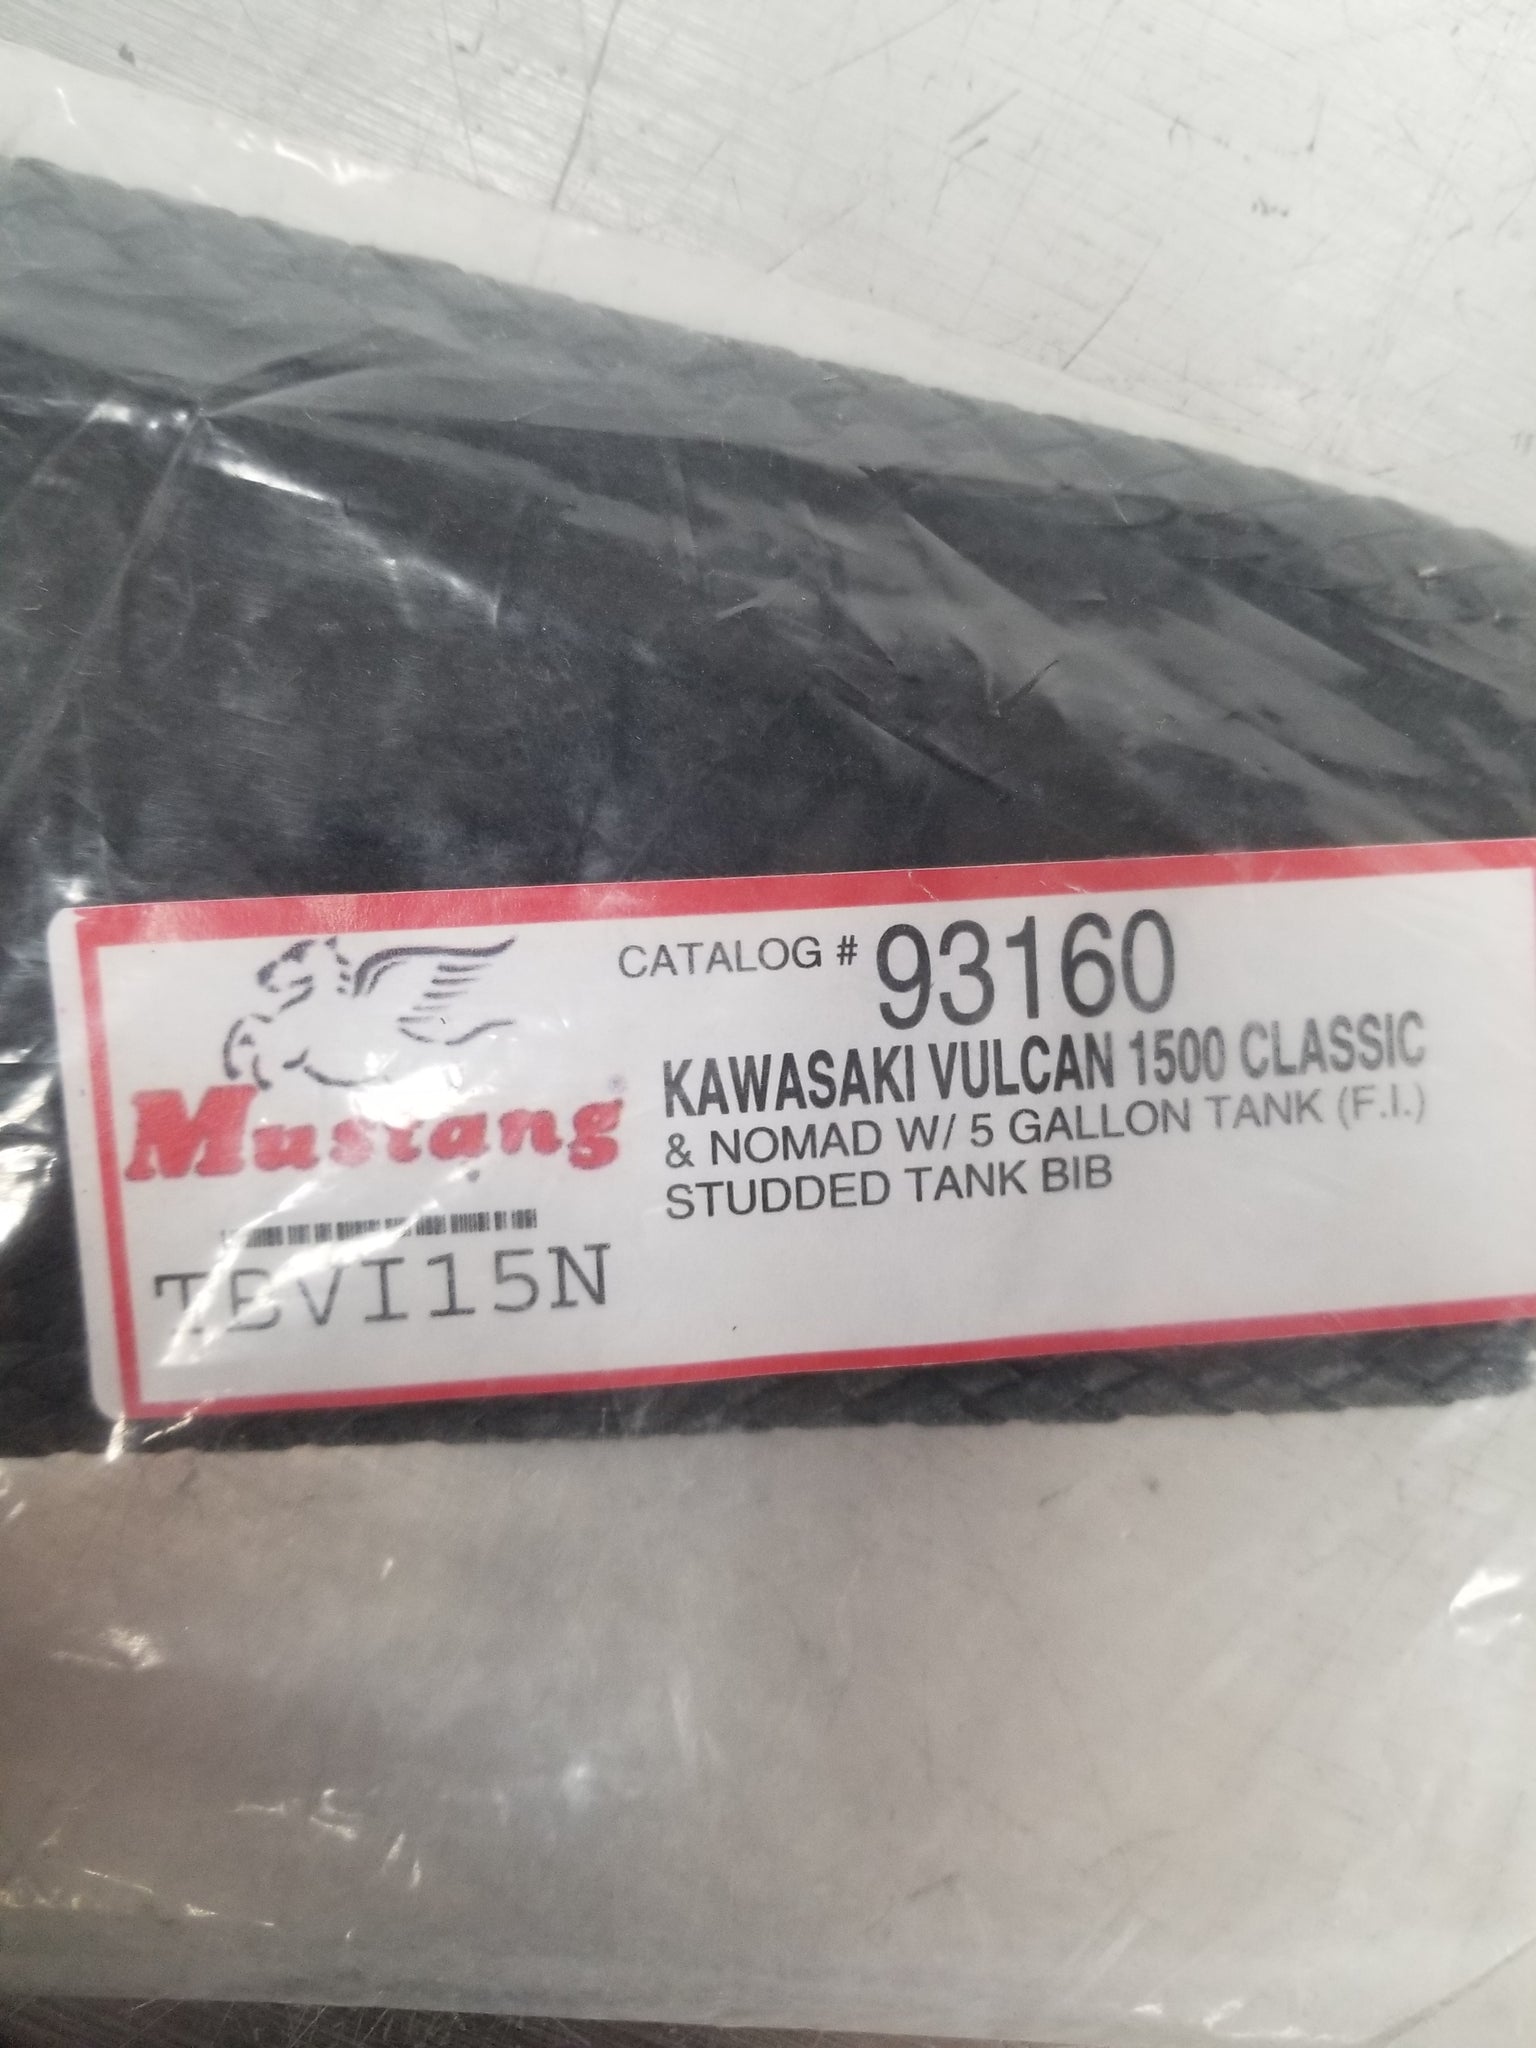 Mustang®
CATALOG # 93160
KAWASAKI VULCAN 1500 CLASSIC
& NOMAD W/ 5 GALLON TANK (F.I.)
STUDDED TANK BIB
TBVI15N